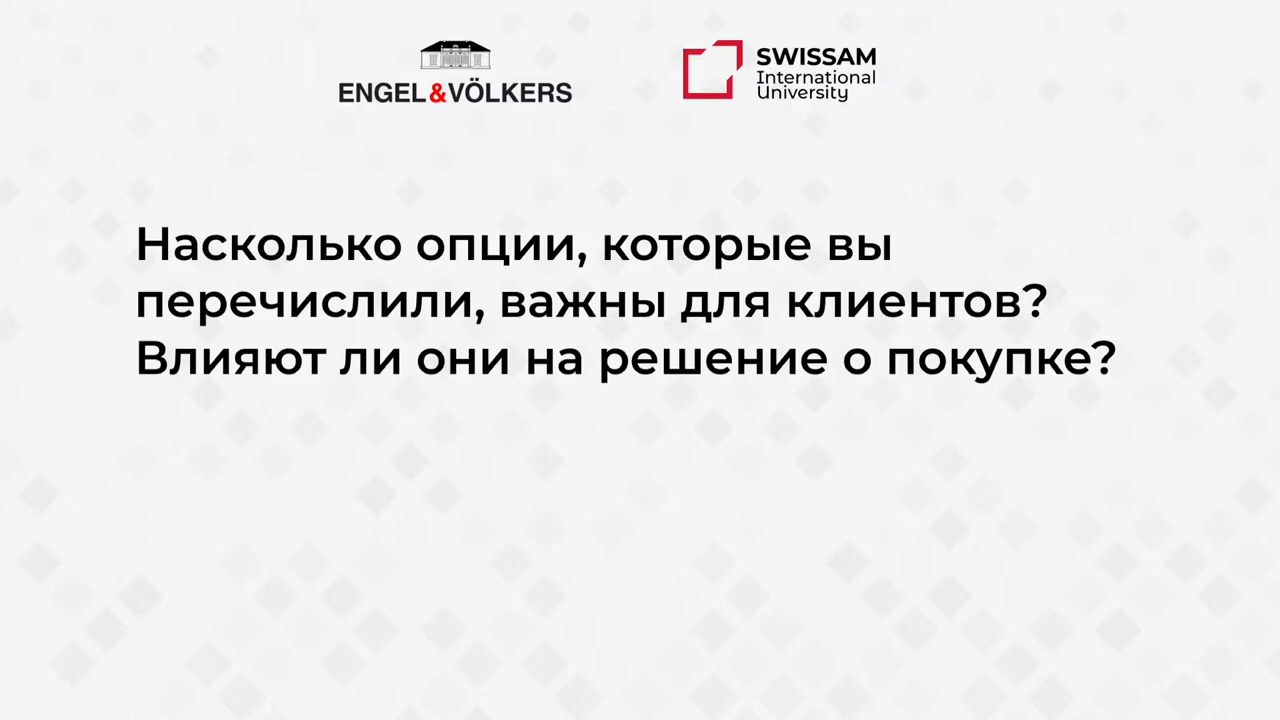 ENGEL&VÖLKERS
SWISSAM
International
University
Насколько опции, которые вы
перечислили, важны для клиентов?
Влияют ли они на решение о покупке?